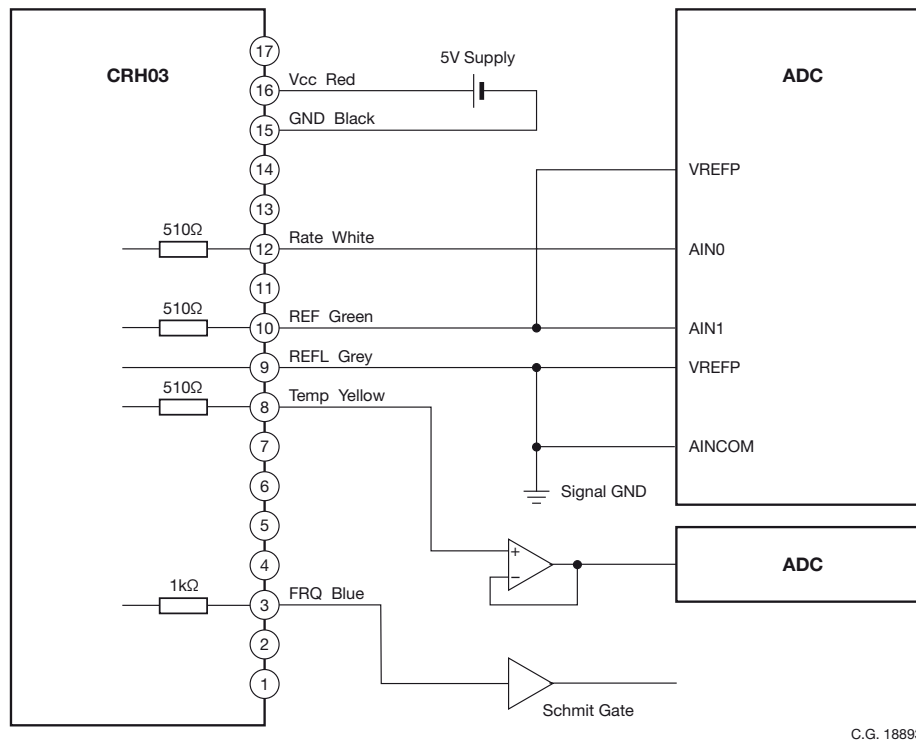 17
5V Supply
CRH03
ADC
16
Vcc Red
15
GND Black
14
VREFP
13
510Ω
12
Rate White
AIN0
11
510Ω
10
REF Green
AIN1
9
REFL Grey
VREFP
510Ω
8
Temp Yellow
7
AINCOM
6
Signal GND
5
4
+
−
ADC
1kΩ
3
FRQ Blue
2
1
Schmit Gate